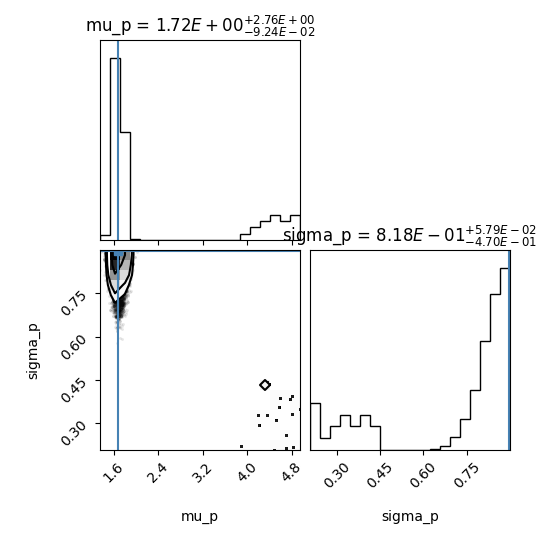 mu_p = 1.72E + 00 +2.76E + 00 −9.24E − 02
sigma_p = 8.18E − 01 +5.79E − 02 −4.70E − 01
sigma_p
0.75
0.60
0.45
0.30
1.6 2.4 3.2 4.0 4.8
0.30 0.45 0.60 0.75
mu_p
sigma_p